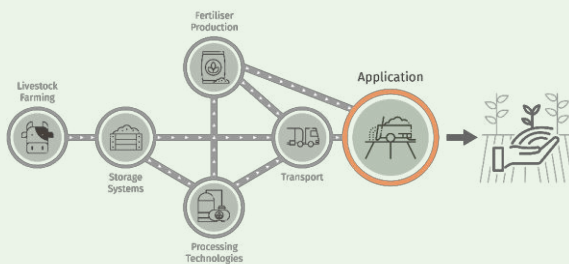 Fertiliser
Production
Application
Livestock
Farming
Storage
Systems
Transport
Processing
Technologies